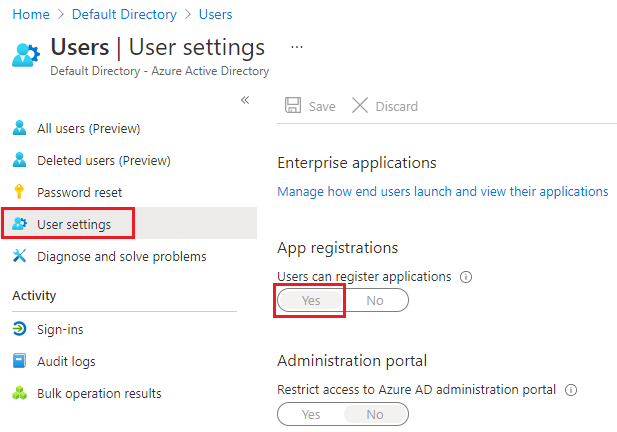 Home > Default Directory > Users
Users | User settings ...
Default Directory - Azure Active Directory
«
All users (Preview)
Deleted users (Preview)
Password reset
User settings
Diagnose and solve problems
Activity
Sign-ins
Audit logs
Bulk operation results
Save Discard
Enterprise applications
Manage how end users launch and view their applications
App registrations
Users can register applications
Yes No
Administration portal
Restrict access to Azure AD administration portal
Yes No